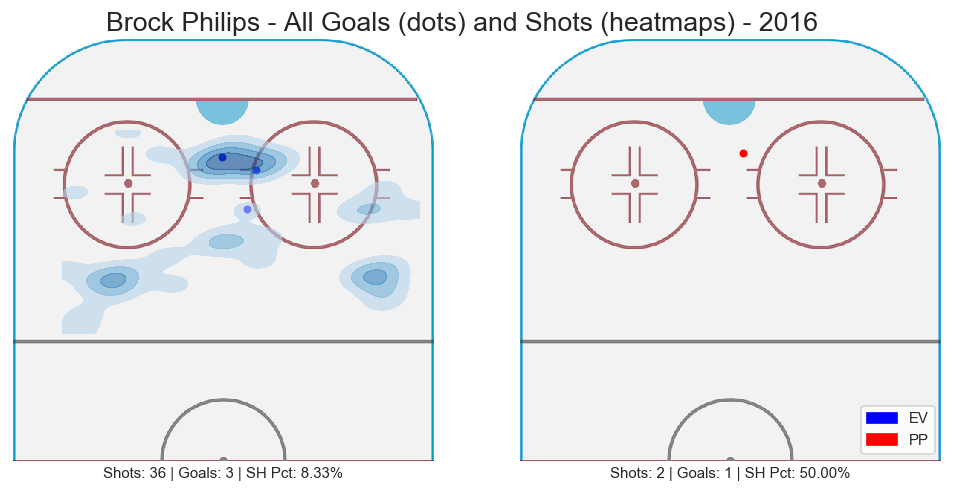 Brock Philips - All Goals (dots) and Shots (heatmaps) - 2016
EV
PP
Shots: 36 | Goals: 3 | SH Pct: 8.33%
Shots: 2 | Goals: 1 | SH Pct: 50.00%